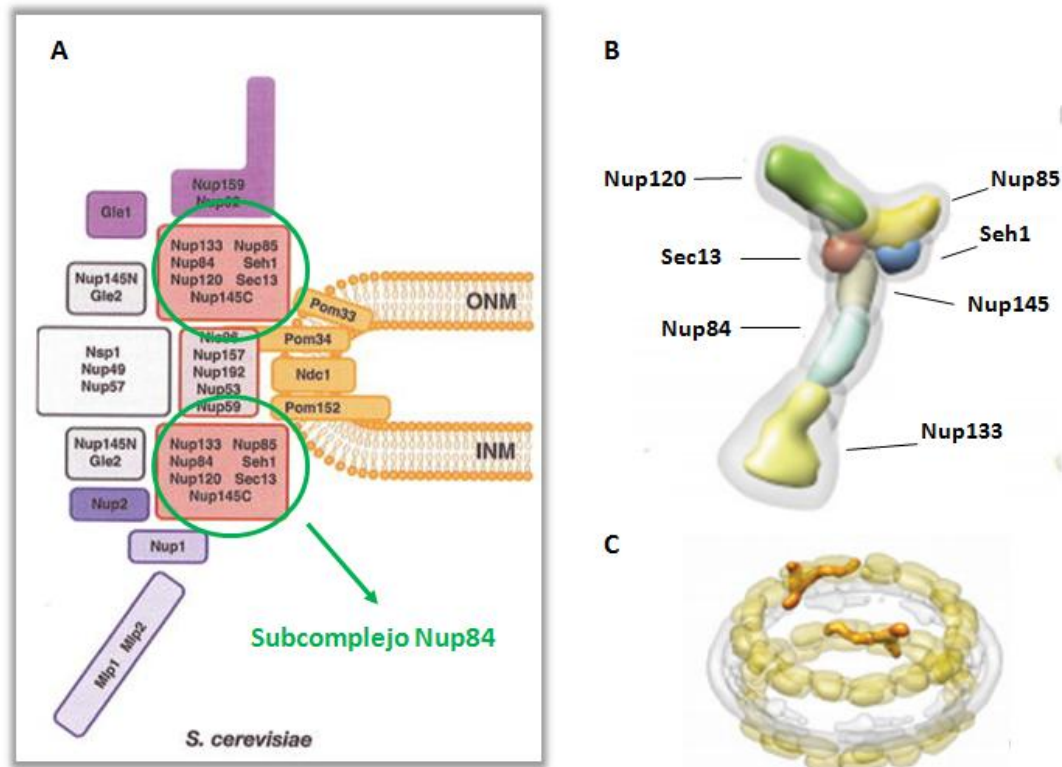 A
Nup159
Nup82
Gle1
Nup133 Nup85
Nup84 Seh1
Nup120 Sec13
Nup145C
Nup145N
Gle2
Pom33
ONM
Nsp1
Nup49
Nup57
Nic96
Nup157
Nup192
Nup53
Nup59
Pom34
Ndc1
Pom152
Nup145N
Gle2
Nup133 Nup85
Nup84 Seh1
Nup120 Sec13
Nup145C
INM
Nup2
Nup1
Mlp1 Mlp2
Subcomplejo Nup84
S. cerevisiae
B
Nup120
Nup85
Sec13
Seh1
Nup145
Nup84
Nup133
C